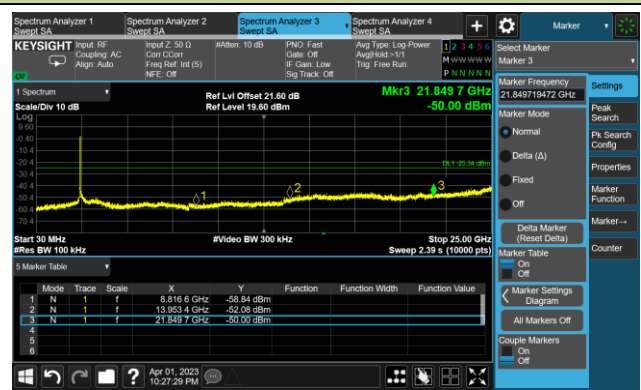 Spectrum Analyzer 1
Swept SA
Spectrum Analyzer 2
Swept SA
Spectrum Analyzer 3
Swept SA
Spectrum Analyzer 4
Swept SA
+
Marker
KEYSIGHT
Input: RF
Coupling: AC
Align: Auto
Input Z: 50 Ω
Corr CCorr
Freq Ref: Int (S)
NFE: Off
#Atten: 10 dB
PNO: Fast
Gate: Off
IF Gain: Low
Sig Track: Off
Avg Type: Log-Power
Avg|Hold:>1/1
Trig: Free Run
1 2 3 4 5 6
M W W W W W
P N N N N N
LXI
1 Spectrum
Scale/Div 10 dB
Ref Lvl Offset 21.60 dB
Ref Level 19.60 dBm
Mkr3 21.849 7 GHz
-50.00 dBm
Log
9.60
-0.40
-10.4
-20.4
-30.4
-40.4
-50.4
-60.4
-70.4
DL1 -25.34 dBm
1
2
3
Start 30 MHz
#Res BW 100 kHz
#Video BW 300 kHz
Stop 25.00 GHz
Sweep 2.39 s (10000 pts)
5 Marker Table
Mode Trace Scale X Y Function Function Width Function Value
1 N 1 f 8.816 6 GHz -58.84 dBm
2 N 1 f 13.953 4 GHz -52.08 dBm
3 N 1 f 21.849 7 GHz -50.00 dBm
4
5
6
Select Marker
Marker 3
Marker Frequency
21.849719472 GHz
Marker Mode
Normal
Delta (Δ)
Fixed
Off
Delta Marker
(Reset Delta)
Marker Table
On
Off
Marker Settings
Diagram
All Markers Off
Couple Markers
On
Off
Settings
Peak
Search
Pk Search
Config
Properties
Marker
Function
Marker→
Counter
?
Apr 01, 2023
10:27:29 PM